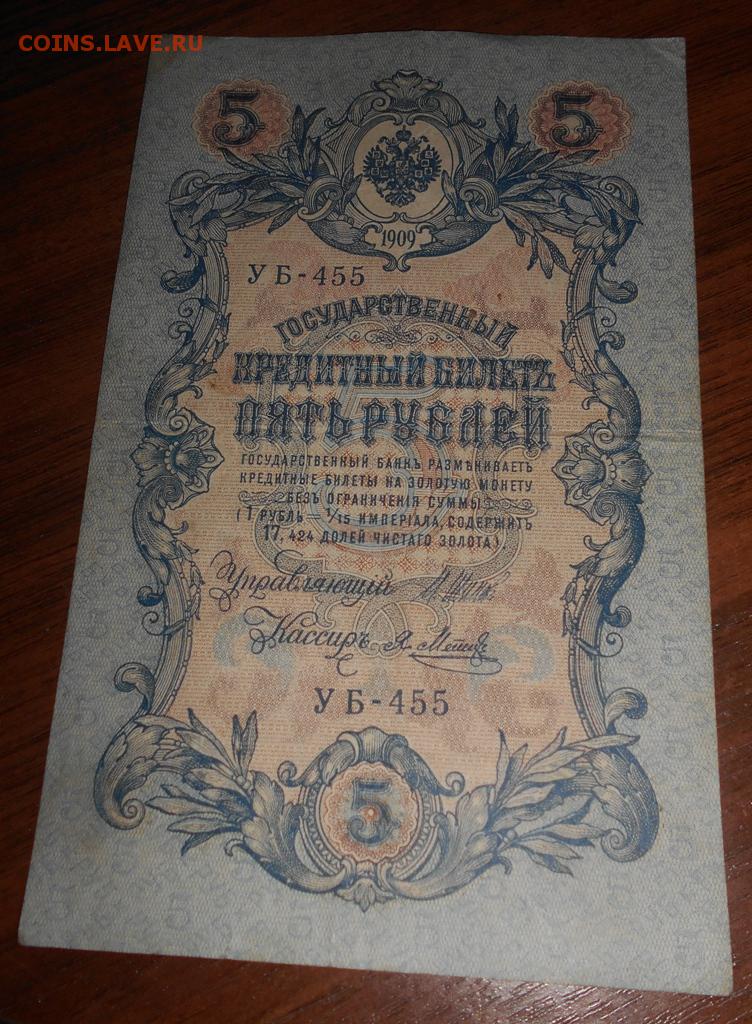 COINS.LAVE.RU
5 5
1909
УБ-455
ГОСУДАРСТВЕННЫЙ
КРЕДИТНЫЙ БИЛЕТЪ
ПЯТЬ РУБЛЕЙ
ГОСУДАРСТВЕННЫЙ БАНКЪ РАЗМѢНИВАЕТЪ
КРЕДИТНЫЕ БИЛЕТЫ НА ЗОЛОТУЮ МОНЕТУ
БЕЗЪ ОГРАНИЧЕНІЯ СУММЫ
(1 РУБЛЬ = 1/15 ИМПЕРІАЛА, СОДЕРЖИТЪ
17,424 ДОЛЕЙ ЧИСТАГО ЗОЛОТА).
Управляющій
Кассиръ
УБ-455
5